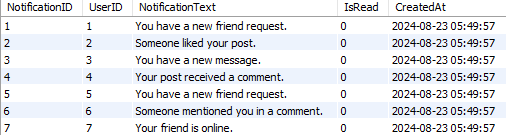 NotificationID UserID NotificationText IsRead CreatedAt
1 1 You have a new friend request. 0 2024-08-23 05:49:57
2 2 Someone liked your post. 0 2024-08-23 05:49:57
3 3 You have a new message. 0 2024-08-23 05:49:57
4 4 Your post received a comment. 0 2024-08-23 05:49:57
5 5 You have a new friend request. 0 2024-08-23 05:49:57
6 6 Someone mentioned you in a comment. 0 2024-08-23 05:49:57
7 7 Your friend is online. 0 2024-08-23 05:49:57